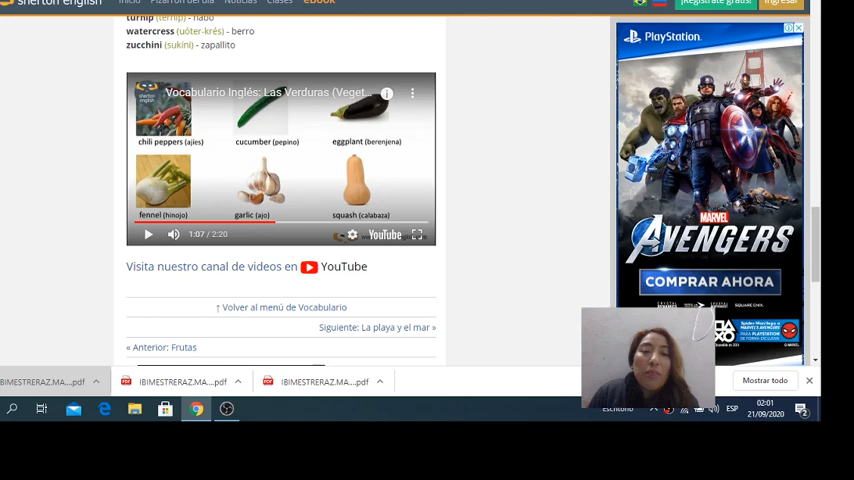 sherton english
Inicio Pizarrón del alumno Noticias Clases eBOOK
¡Regístrate gratis! Ingresar
turnip (térnip) - nabo
watercress (uóter-krés) - berro
zucchini (sukíni) - zapallito
Vocabulario Inglés: Las Verduras (Veget...
chili peppers (ajíes)
cucumber (pepino)
eggplant (berenjena)
fennel (hinojo)
garlic (ajo)
squash (calabaza)
1:07 / 2:20
YouTube
Visita nuestro canal de videos en YouTube
↑ Volver al menú de Vocabulario
Siguiente: La playa y el mar »
« Anterior: Frutas
PlayStation
MARVEL
AVENGERS
COMPRAR AHORA
IBIMESTRERAZ.MA....pdf
IBIMESTRERAZ.MA....pdf
IBIMESTRERAZ.MA....pdf
Mostrar todo
Escritorio
ESP
02:01
21/09/2020
2